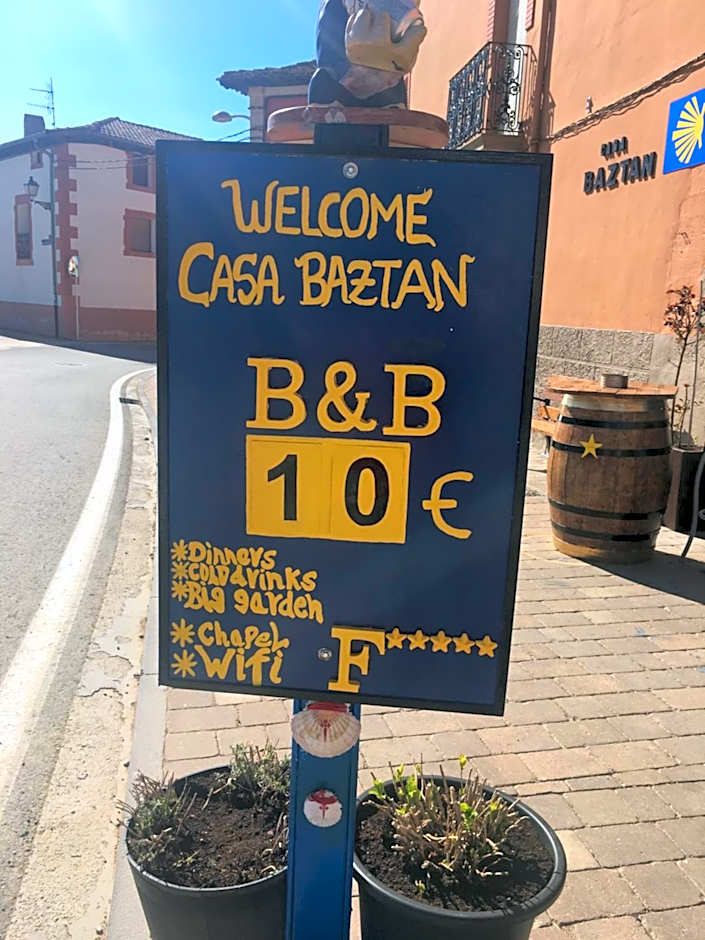 WELCOME
CASA BAZTAN
B&B
10 €
*Dinners
*Cold drinks
*Big garden
*Chapel
*Wifi
F*****
CASA
BAZTAN